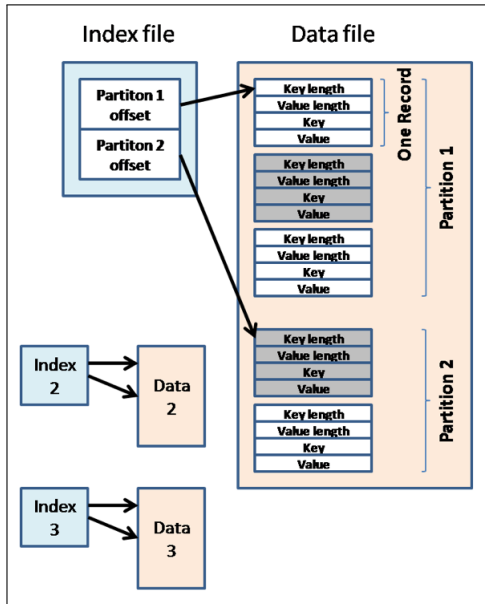 Index file
Data file
Partiton 1
offset
Partiton 2
offset
Key length
Value length
Key
Value
One Record
Key length
Value length
Key
Value
Key length
Value length
Key
Value
Partition 1
Key length
Value length
Key
Value
Key length
Value length
Key
Value
Partition 2
Index
2
Data
2
Index
3
Data
3